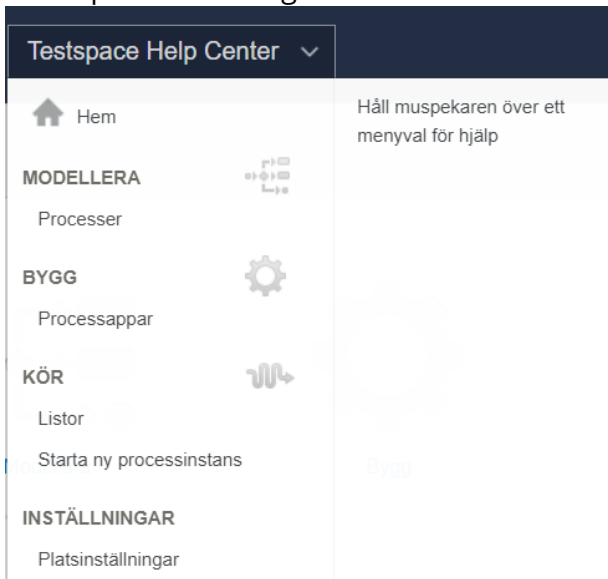 Testspace Help Center
Hem
Håll muspekaren över ett
menyval för hjälp
MODELLERA
Processer
BYGG
Processappar
KÖR
Listor
Starta ny processinstans
Bygg
INSTÄLLNINGAR
Platsinställningar